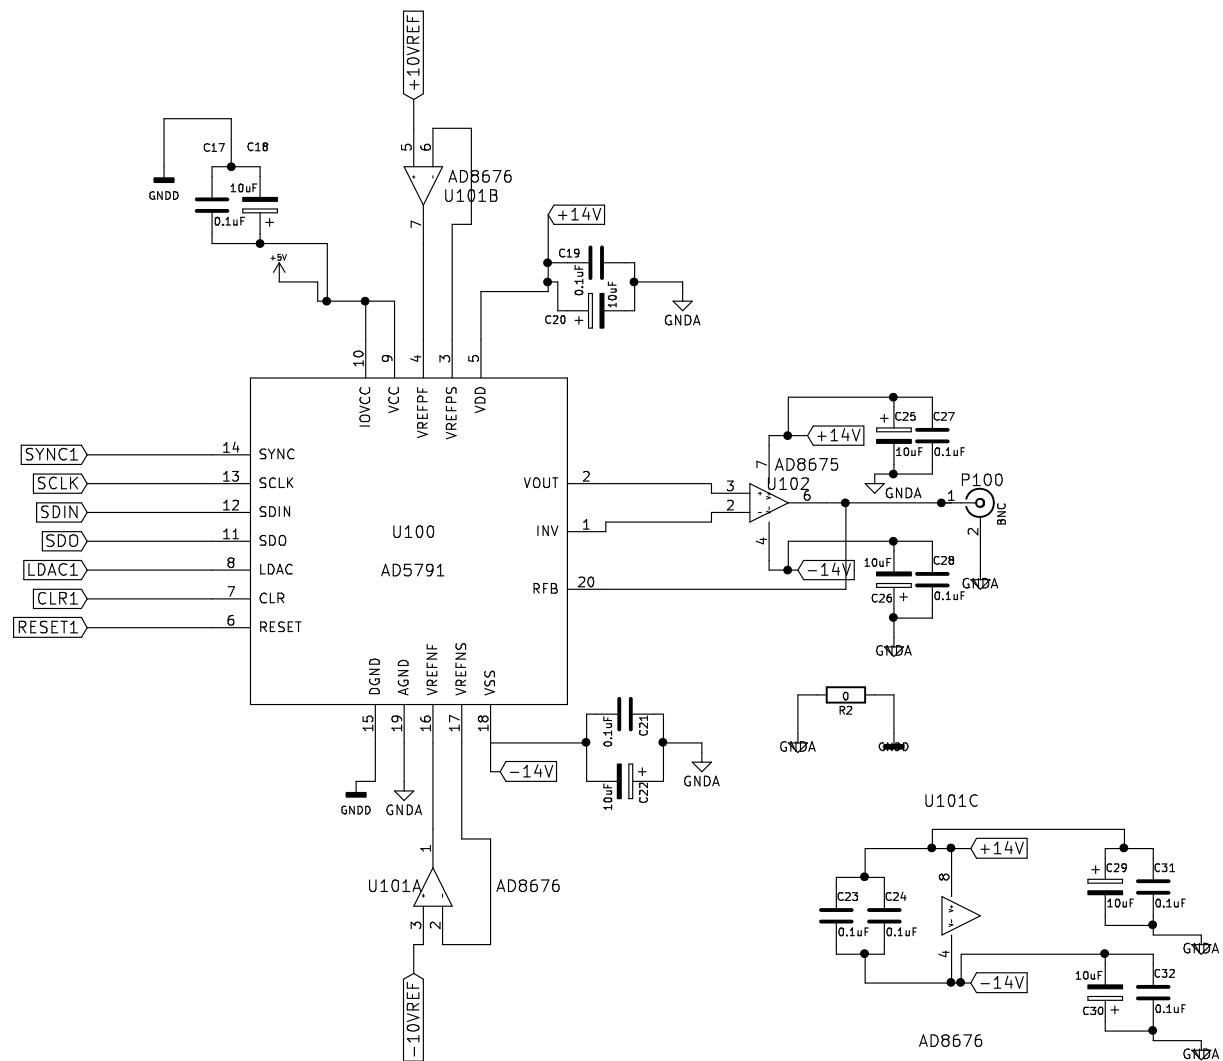 +10VREF
C17 C18
5 6
GNDD
10uF
0.1uF +
AD8676
U101B
7
+14V
+5V
C19
0.1uF
10uF
C20 +
GNDA
10 9 4 3 5
IOVCC VCC VREFPF VREFPS VDD
SYNC1 14 SYNC
SCLK 13 SCLK
SDIN 12 SDIN
SDO 11 SDO
LDAC1 8 LDAC
CLR1 7 CLR
RESET1 6 RESET
U100
AD5791
VOUT 2
INV 1
RFB 20
DGND AGND VREFNF VREFNS VSS
15 19 16 17 18
+14V
+ C25 C27
10uF 0.1uF
7
AD8675
U102
3 + V+ 6
2 - V-
4
GNDA
P100
1
BNC
2
GNDA
-14V
10uF C28
C26 + 0.1uF
GNDA
0
R2
GNDA GNDD
0.1uF C21
-14V
10uF C22 +
GNDA
GNDD GNDA
1
U101A AD8676
+ -
3 2
-10VREF
U101C
+14V
8
C23 C24
0.1uF 0.1uF
V+
V-
4
-14V
+ C29 C31
10uF 0.1uF
GNDA
10uF C32
C30 + 0.1uF
GNDA
AD8676